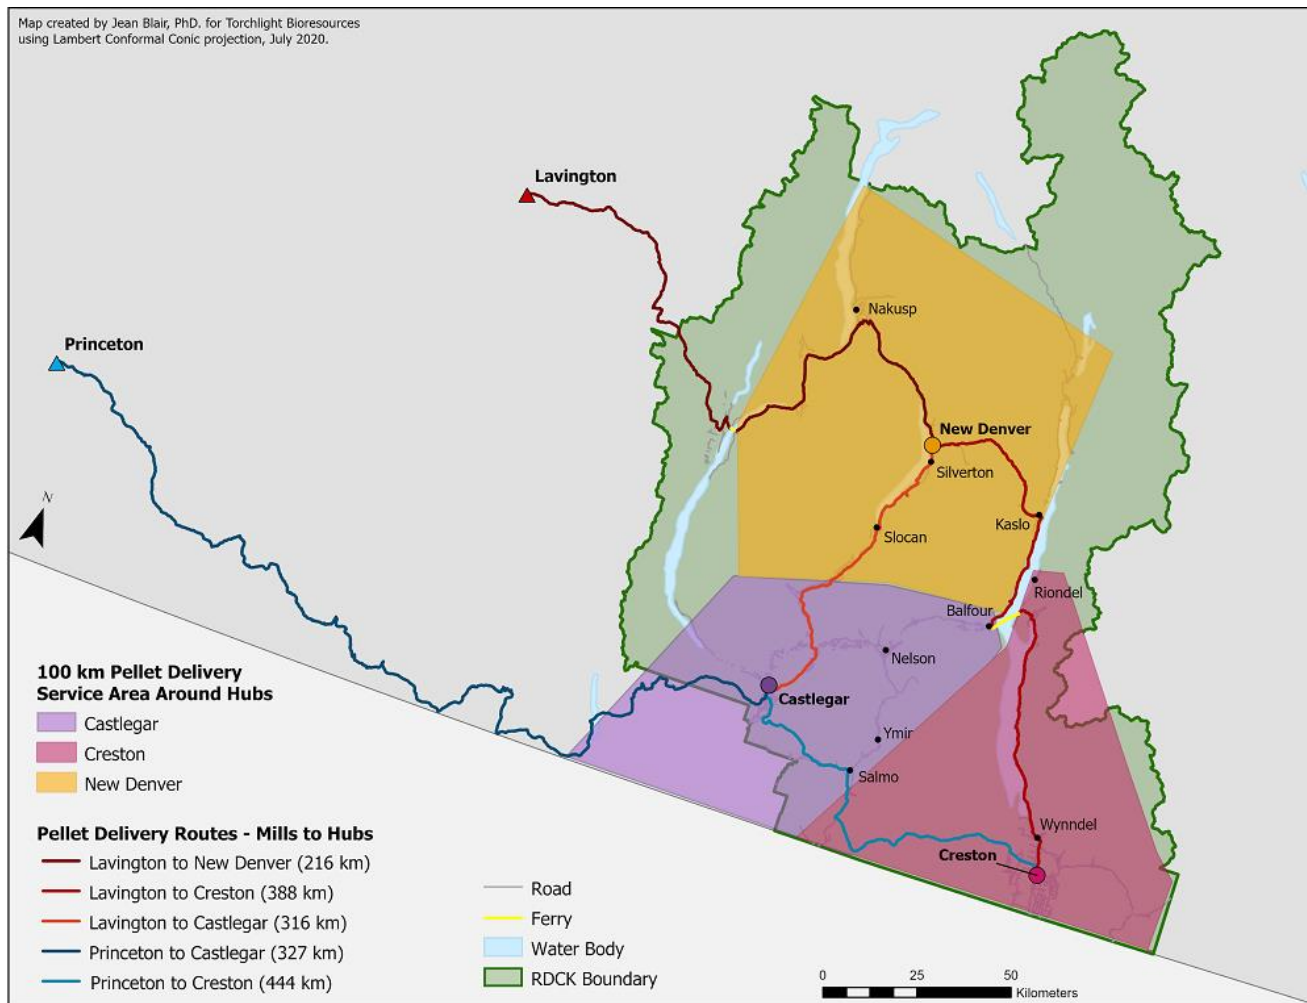 Map created by Jean Blair, PhD. for Torchlight Bioresources
using Lambert Conformal Conic projection, July 2020.
Lavington
Princeton
Nakusp
New Denver
Silverton
Kaslo
Slocan
Riondel
Balfour
Nelson
Castlegar
Ymir
Salmo
Wynndel
Creston
N
100 km Pellet Delivery
Service Area Around Hubs
Castlegar
Creston
New Denver
Pellet Delivery Routes - Mills to Hubs
Lavington to New Denver (216 km)
Lavington to Creston (388 km)
Lavington to Castlegar (316 km)
Princeton to Castlegar (327 km)
Princeton to Creston (444 km)
Road
Ferry
Water Body
RDCK Boundary
0 25 50
Kilometers